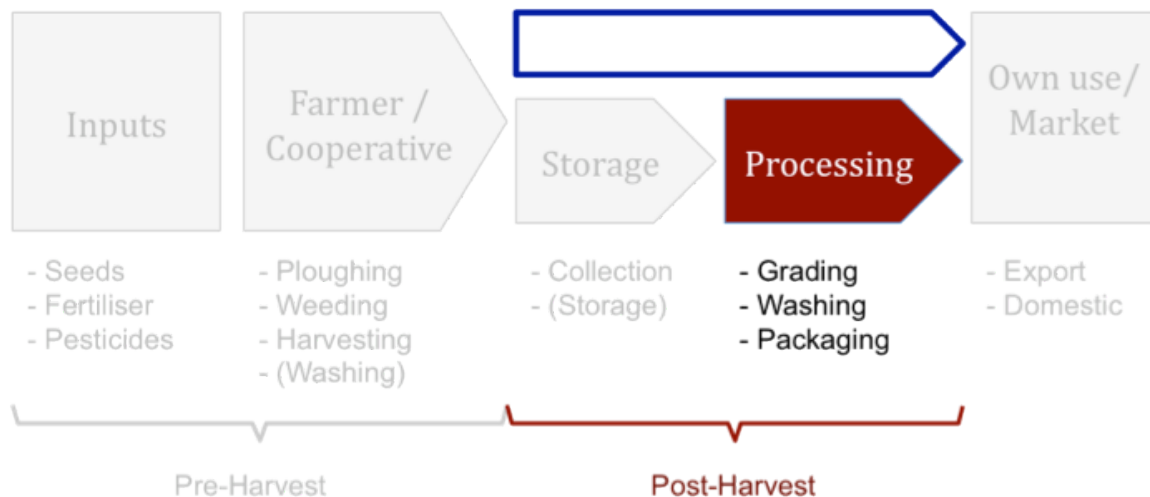 Inputs
Farmer /
Cooperative
Storage
Processing
Own use/
Market
- Seeds
- Fertiliser
- Pesticides
- Ploughing
- Weeding
- Harvesting
- (Washing)
- Collection
- (Storage)
- Grading
- Washing
- Packaging
- Export
- Domestic
Pre-Harvest
Post-Harvest